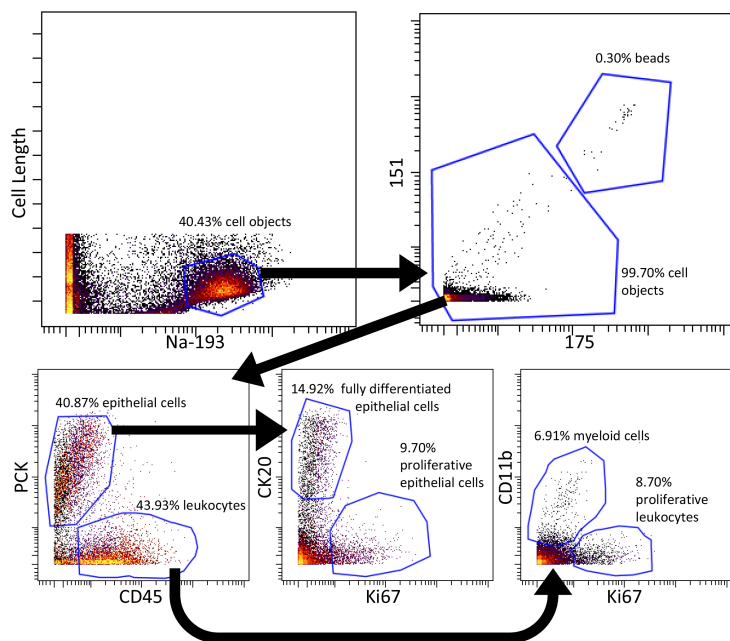 0.30% beads
Cell Length
40.43% cell objects
151
99.70% cell
objects
Na-193
175
40.87% epithelial cells
PCK
43.93% leukocytes
CD45
14.92% fully differentiated
epithelial cells
CK20
9.70%
proliferative
epithelial cells
Ki67
6.91% myeloid cells
CD11b
8.70%
proliferative
leukocytes
Ki67